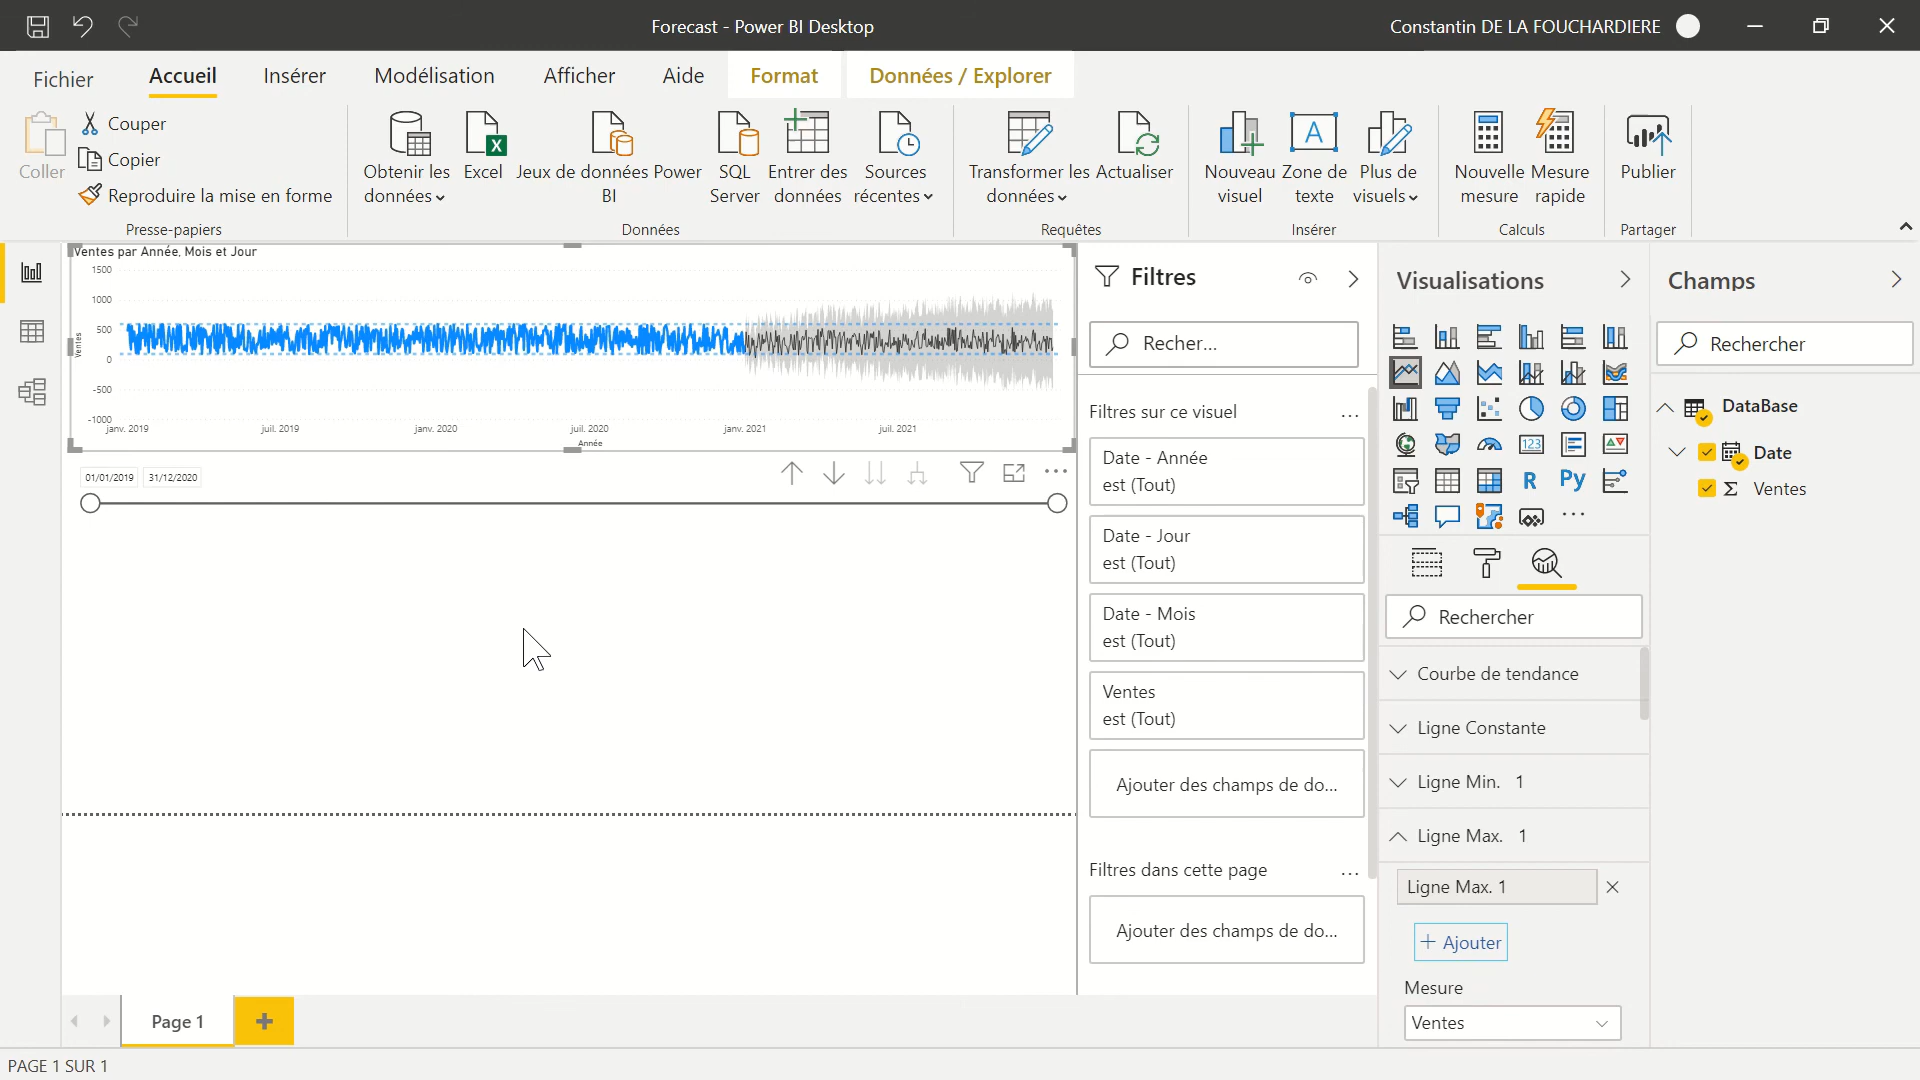 Forecast - Power BI Desktop
Constantin DE LA FOUCHARDIERE
Fichier
Accueil
Insérer
Modélisation
Afficher
Aide
Format
Données / Explorer
Coller
Couper
Copier
Reproduire la mise en forme
Presse-papiers
Obtenir les
données
Excel
Jeux de données Power
BI
SQL
Server
Entrer des
données
Sources
récentes
Données
Transformer les
données
Actualiser
Requêtes
Nouveau
visuel
Zone de
texte
Plus de
visuels
Insérer
Nouvelle
mesure
Mesure
rapide
Calculs
Publier
Partager
Ventes par Année, Mois et Jour
1500
1000
500
0
-500
-1000
Ventes
janv. 2019
juil. 2019
janv. 2020
juil. 2020
janv. 2021
juil. 2021
Année
01/01/2019
31/12/2020
Filtres
Recher...
Filtres sur ce visuel
...
Date - Année
est (Tout)
Date - Jour
est (Tout)
Date - Mois
est (Tout)
Ventes
est (Tout)
Ajouter des champs de do...
Filtres dans cette page
...
Ajouter des champs de do...
Visualisations
123
R
Py
...
Rechercher
Courbe de tendance
Ligne Constante
Ligne Min. 1
Ligne Max. 1
Ligne Max. 1
+ Ajouter
Mesure
Ventes
Champs
Rechercher
DataBase
Date
Σ Ventes
Page 1
PAGE 1 SUR 1